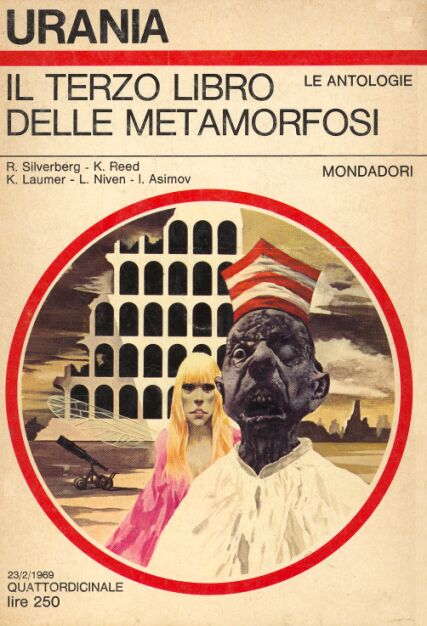 URANIA
IL TERZO LIBRO
DELLE METAMORFOSI
LE ANTOLOGIE
R. Silverberg - K. Reed
K. Laumer - L. Niven - I. Asimov
MONDADORI
23/2/1969
QUATTORDICINALE
lire 250